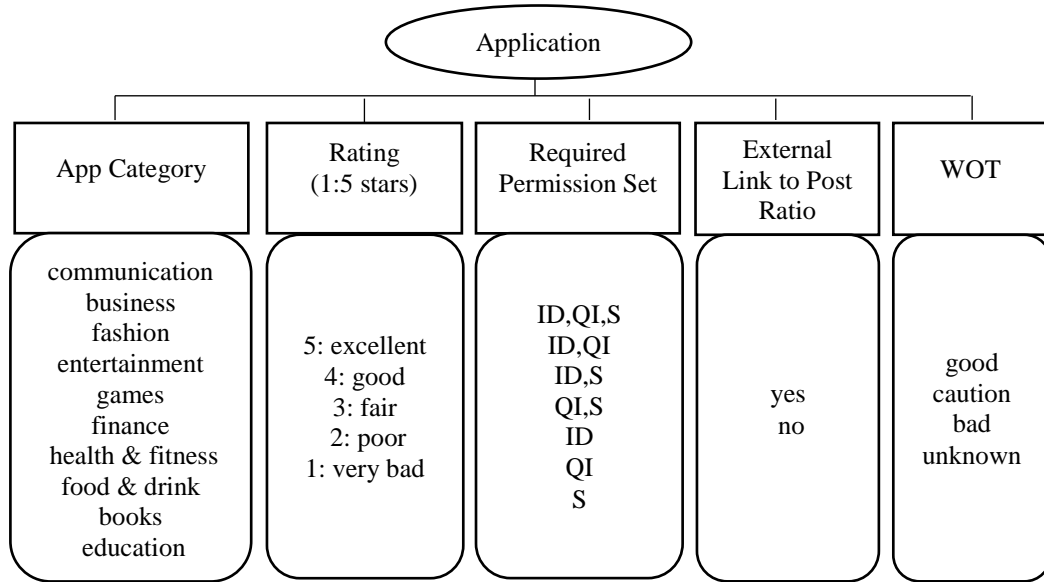 Application
App Category
Rating
(1:5 stars)
Required
Permission Set
External
Link to Post
Ratio
WOT
communication
business
fashion
entertainment
games
finance
health & fitness
food & drink
books
education
5: excellent
4: good
3: fair
2: poor
1: very bad
ID,QI,S
ID,QI
ID,S
QI,S
ID
QI
S
yes
no
good
caution
bad
unknown